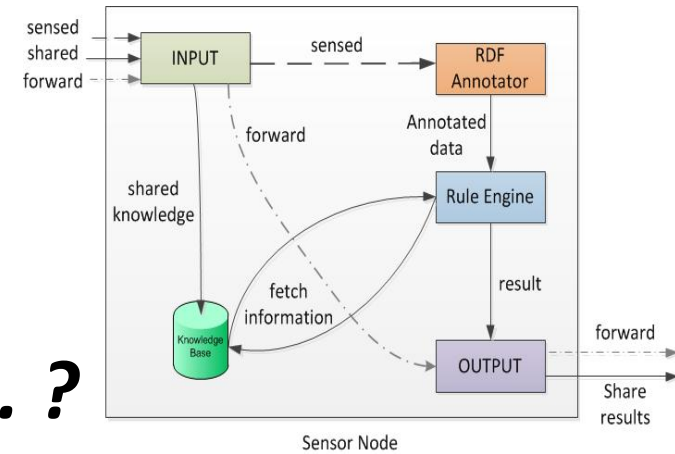 sensed
shared
forward
INPUT
sensed
RDF
Annotator
forward
Annotated
data
shared
knowledge
Rule Engine
fetch
information
result
Knowledge
Base
OUTPUT
forward
Share
results
. ?
Sensor Node